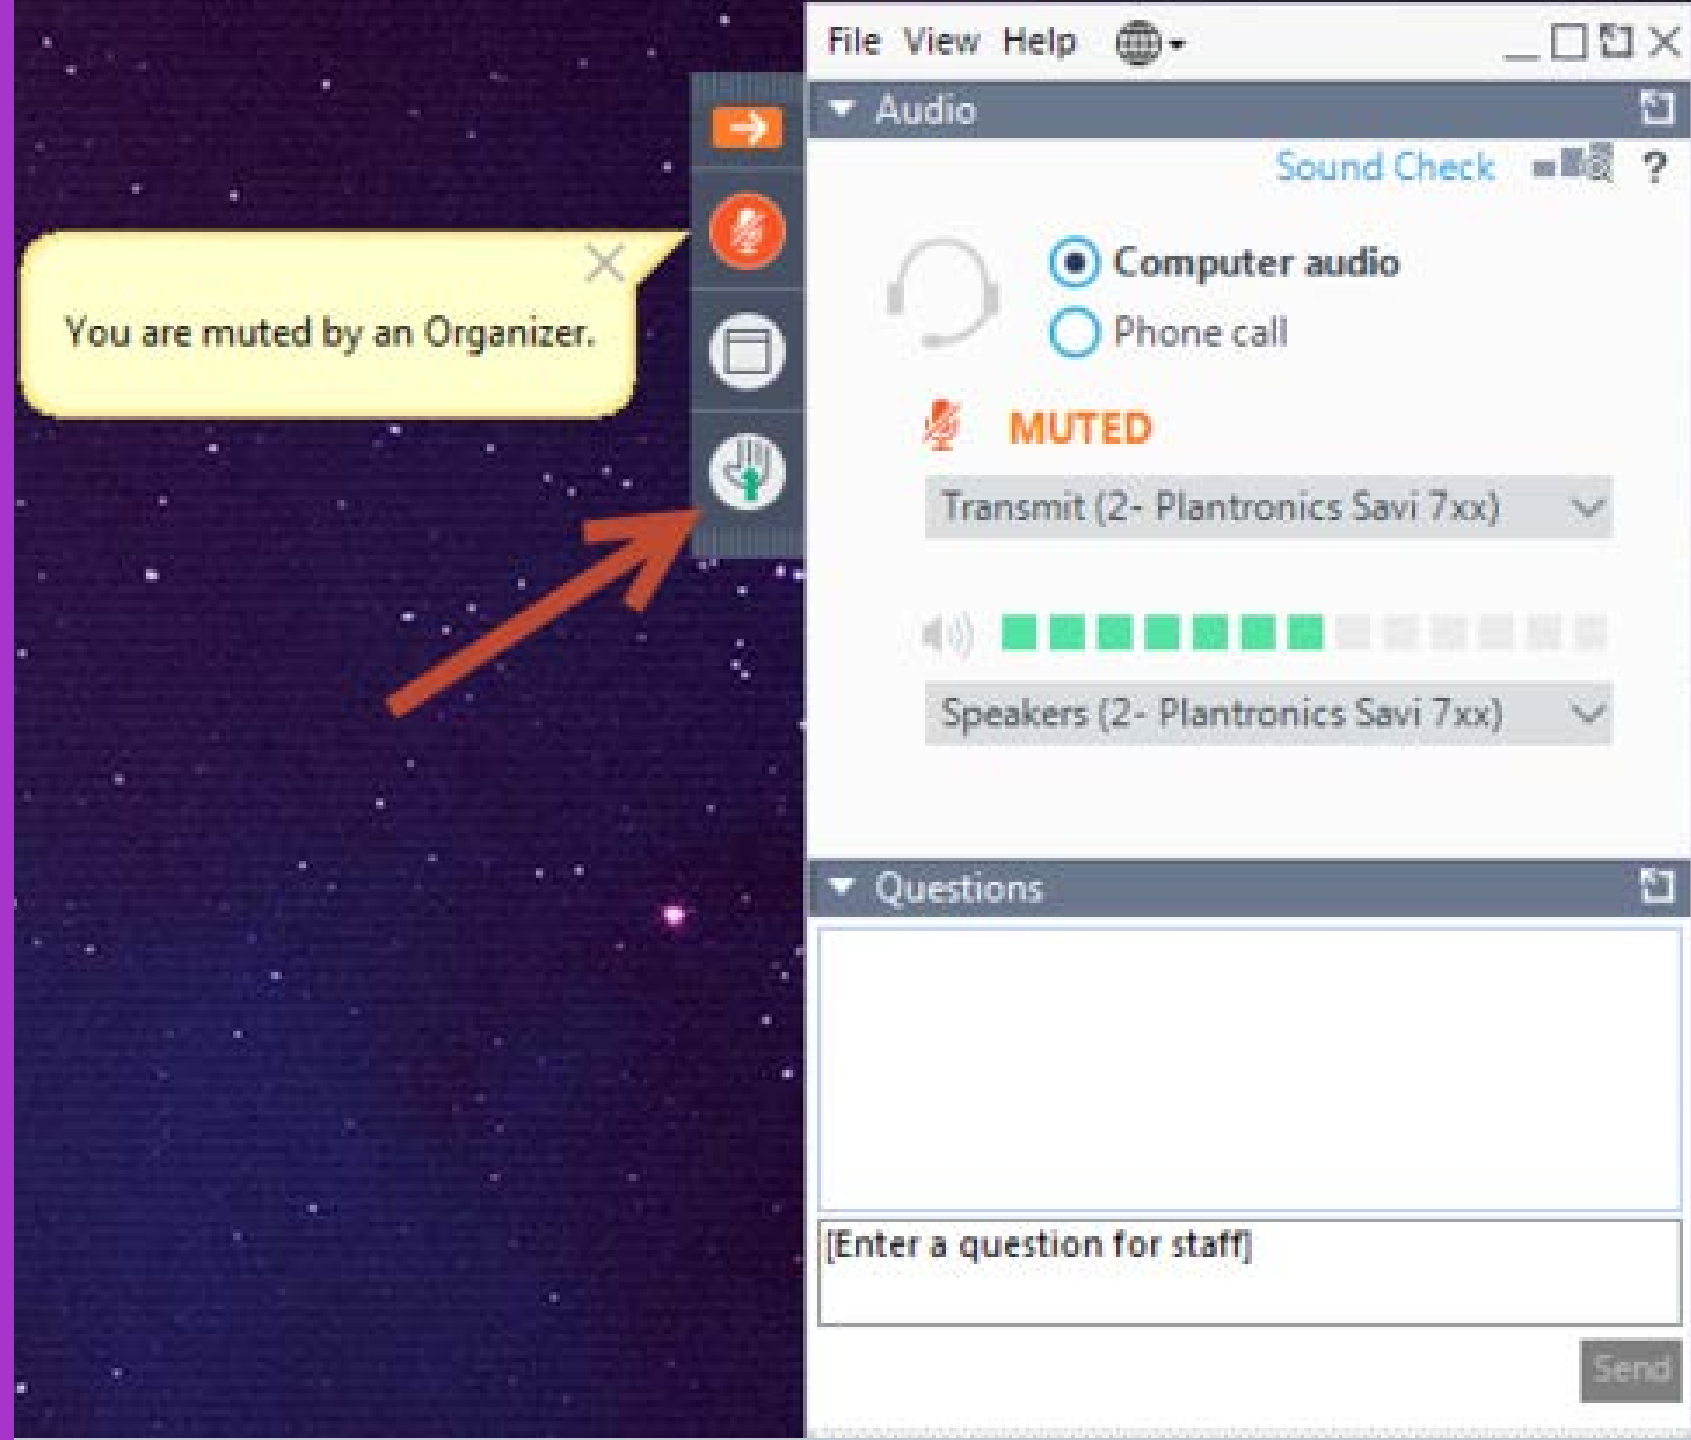 File View Help
Audio
Sound Check ?
Computer audio
You are muted by an Organizer.
Phone call
MUTED
Transmit (2- Plantronics Savi 7xx)
Speakers (2- Plantronics Savi 7xx)
Questions
[Enter a question for staff]
Send